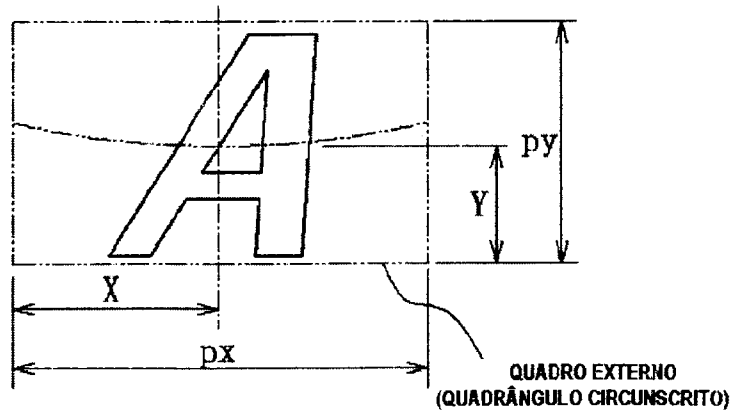 A
py
Y
X
px
QUADRO EXTERNO
(QUADRÂNGULO CIRCUNSCRITO)